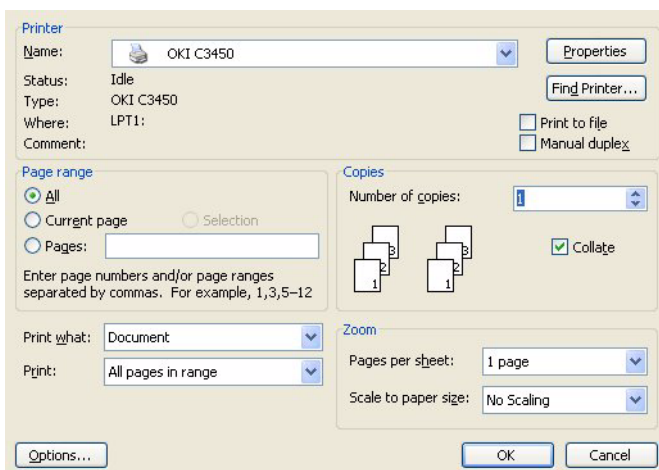 Printer
Name: OKI C3450 Properties
Status: Idle
Type: OKI C3450 Find Printer...
Where: LPT1: Print to file
Comment: Manual duplex
Page range
All
Current page Selection
Pages:
Enter page numbers and/or page ranges
separated by commas. For example, 1,3,5–12
Copies
Number of copies: 1
3 3
2 2
1 1
Collate
Print what: Document
Print: All pages in range
Zoom
Pages per sheet: 1 page
Scale to paper size: No Scaling
Options... OK Cancel